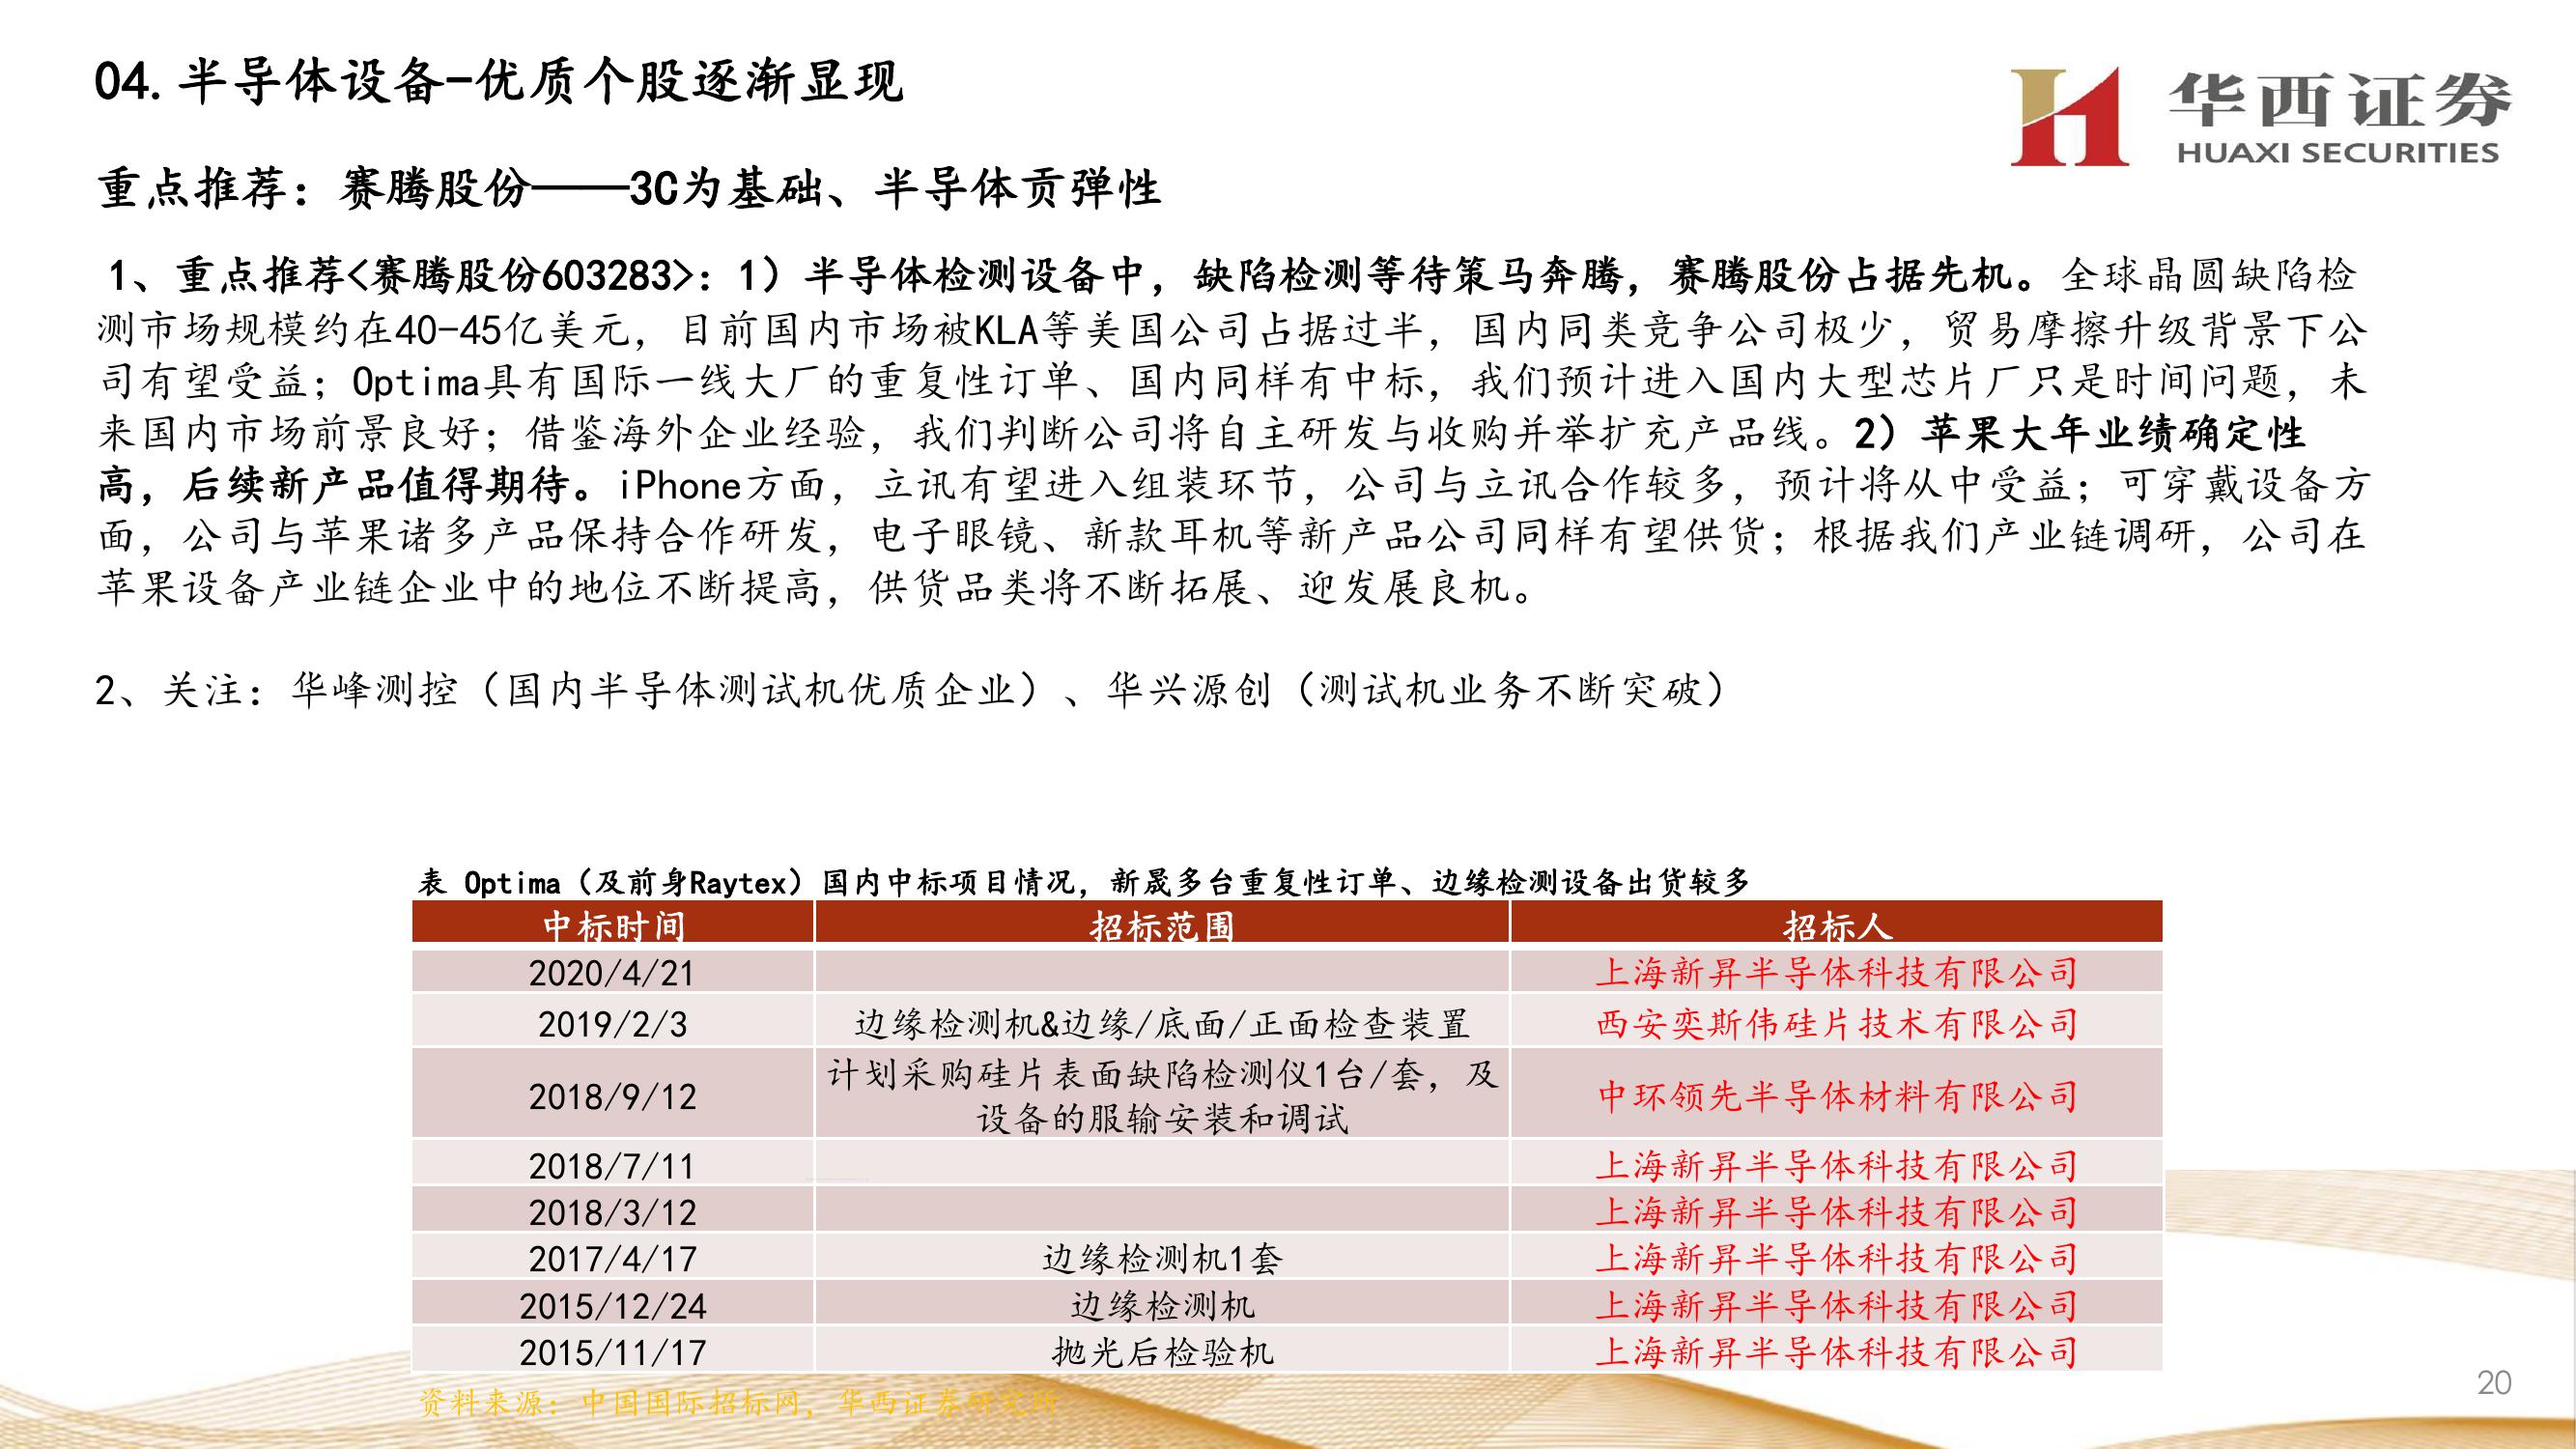 04.半导体设备-优质个股逐渐显现
华西证券
HUAXI SECURITIES
重点推荐：赛腾股份——3C为基础、半导体贡弹性
1、重点推荐<赛腾股份603283>：1）半导体检测设备中，缺陷检测等待策马奔腾，赛腾股份占据先机。全球晶圆缺陷检
测市场规模约在40-45亿美元，目前国内市场被KLA等美国公司占据过半，国内同类竞争公司极少，贸易摩擦升级背景下公
司有望受益；Optima具有国际一线大厂的重复性订单、国内同样有中标，我们预计进入国内大型芯片厂只是时间问题，未
来国内市场前景良好；借鉴海外企业经验，我们判断公司将自主研发与收购并举扩充产品线。2）苹果大年业绩确定性
高，后续新产品值得期待。iPhone方面，立讯有望进入组装环节，公司与立讯合作较多，预计将从中受益；可穿戴设备方
面，公司与苹果诸多产品保持合作研发，电子眼镜、新款耳机等新产品公司同样有望供货；根据我们产业链调研，公司在
苹果设备产业链企业中的地位不断提高，供货品类将不断拓展、迎发展良机。
2、关注：华峰测控（国内半导体测试机优质企业）、华兴源创（测试机业务不断突破）
表 Optima（及前身Raytex）国内中标项目情况，新晟多台重复性订单、边缘检测设备出货较多
中标时间 招标范围 招标人
2020/4/21 上海新昇半导体科技有限公司
2019/2/3 边缘检测机&边缘/底面/正面检查装置 西安奕斯伟硅片技术有限公司
2018/9/12 计划采购硅片表面缺陷检测仪1台/套，及 中环领先半导体材料有限公司
设备的服输安装和调试
2018/7/11 上海新昇半导体科技有限公司
2018/3/12 上海新昇半导体科技有限公司
2017/4/17 边缘检测机1套 上海新昇半导体科技有限公司
2015/12/24 边缘检测机 上海新昇半导体科技有限公司
2015/11/17 抛光后检验机 上海新昇半导体科技有限公司
资料来源：中国国际招标网，华西证券研究所
20